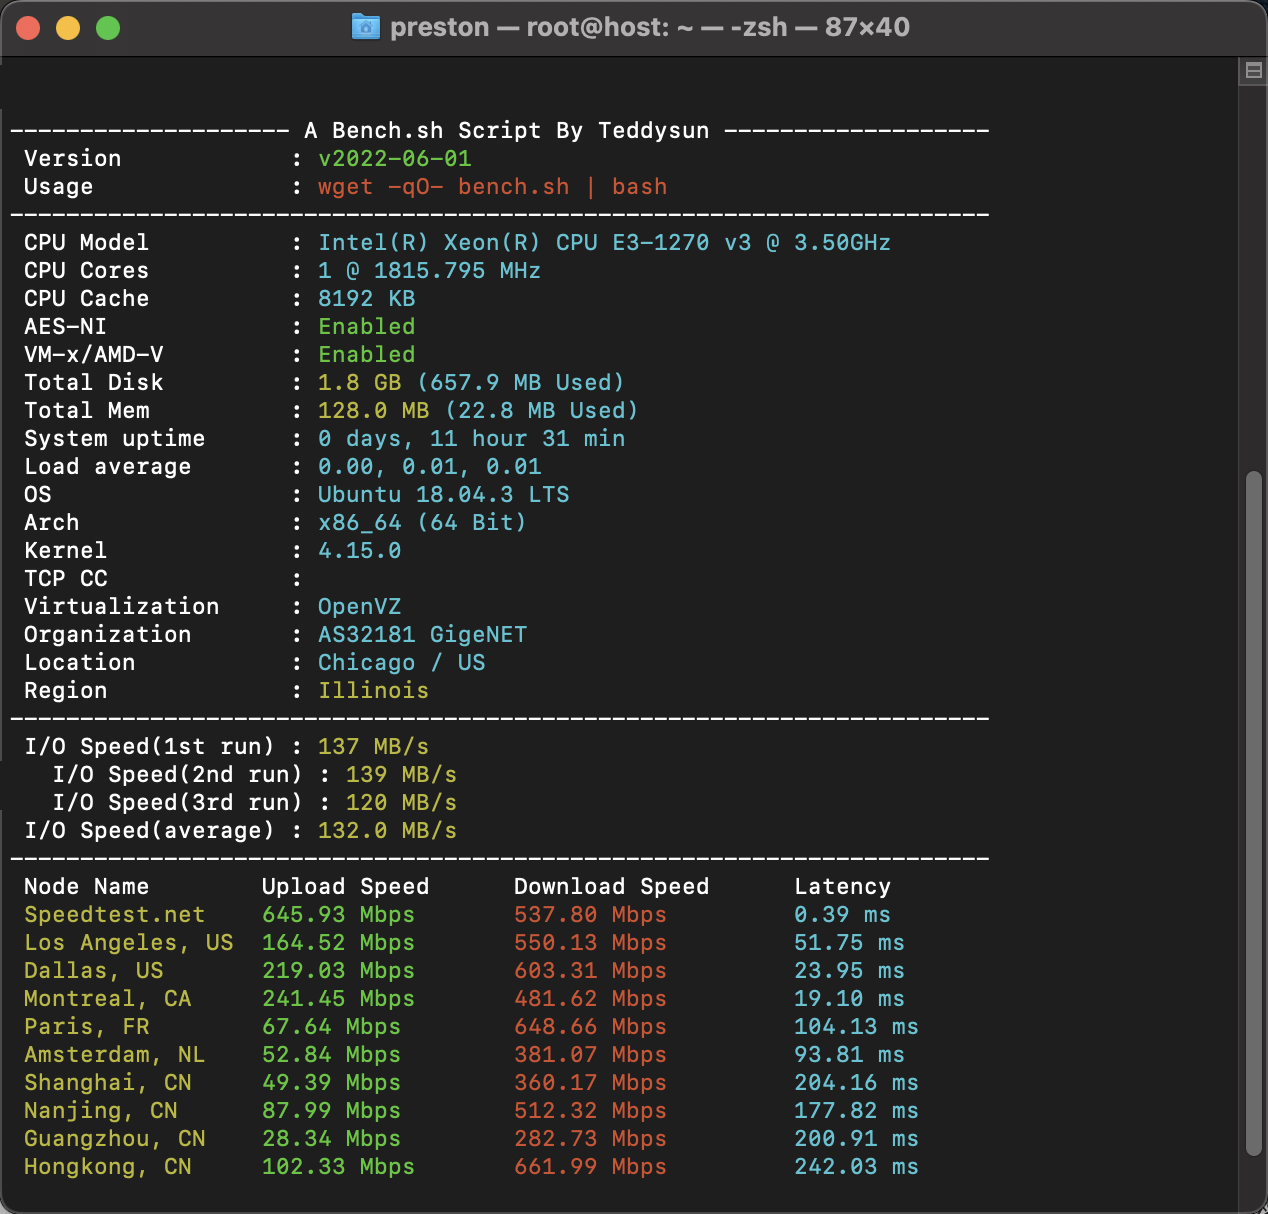 preston — root@host: ~ — -zsh — 87×40
-------------------- A Bench.sh Script By Teddysun -------------------
 Version            : v2022-06-01
 Usage              : wget -qO- bench.sh | bash
----------------------------------------------------------------------
 CPU Model          : Intel(R) Xeon(R) CPU E3-1270 v3 @ 3.50GHz
 CPU Cores          : 1 @ 1815.795 MHz
 CPU Cache          : 8192 KB
 AES-NI             : Enabled
 VM-x/AMD-V         : Enabled
 Total Disk         : 1.8 GB (657.9 MB Used)
 Total Mem          : 128.0 MB (22.8 MB Used)
 System uptime      : 0 days, 11 hour 31 min
 Load average       : 0.00, 0.01, 0.01
 OS                 : Ubuntu 18.04.3 LTS
 Arch               : x86_64 (64 Bit)
 Kernel             : 4.15.0
 TCP CC             :
 Virtualization     : OpenVZ
 Organization       : AS32181 GigeNET
 Location           : Chicago / US
 Region             : Illinois
----------------------------------------------------------------------
 I/O Speed(1st run) : 137 MB/s
   I/O Speed(2nd run) : 139 MB/s
   I/O Speed(3rd run) : 120 MB/s
 I/O Speed(average) : 132.0 MB/s
----------------------------------------------------------------------
 Node Name        Upload Speed      Download Speed      Latency
 Speedtest.net    645.93 Mbps       537.80 Mbps         0.39 ms
 Los Angeles, US  164.52 Mbps       550.13 Mbps         51.75 ms
 Dallas, US       219.03 Mbps       603.31 Mbps         23.95 ms
 Montreal, CA     241.45 Mbps       481.62 Mbps         19.10 ms
 Paris, FR        67.64 Mbps        648.66 Mbps         104.13 ms
 Amsterdam, NL    52.84 Mbps        381.07 Mbps         93.81 ms
 Shanghai, CN     49.39 Mbps        360.17 Mbps         204.16 ms
 Nanjing, CN      87.99 Mbps        512.32 Mbps         177.82 ms
 Guangzhou, CN    28.34 Mbps        282.73 Mbps         200.91 ms
 Hongkong, CN     102.33 Mbps       661.99 Mbps         242.03 ms